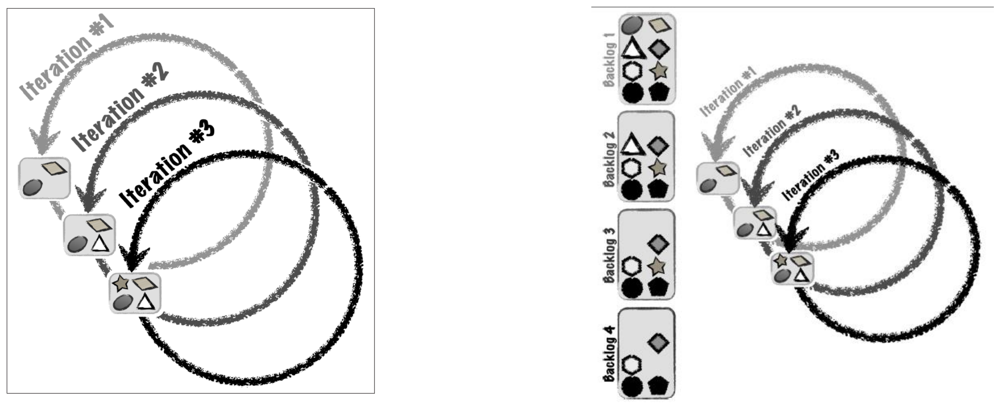 Iteration #1
Iteration #2
Iteration #3
Backlog 1
Backlog 2
Backlog 3
Backlog 4
Iteration #1
Iteration #2
Iteration #3